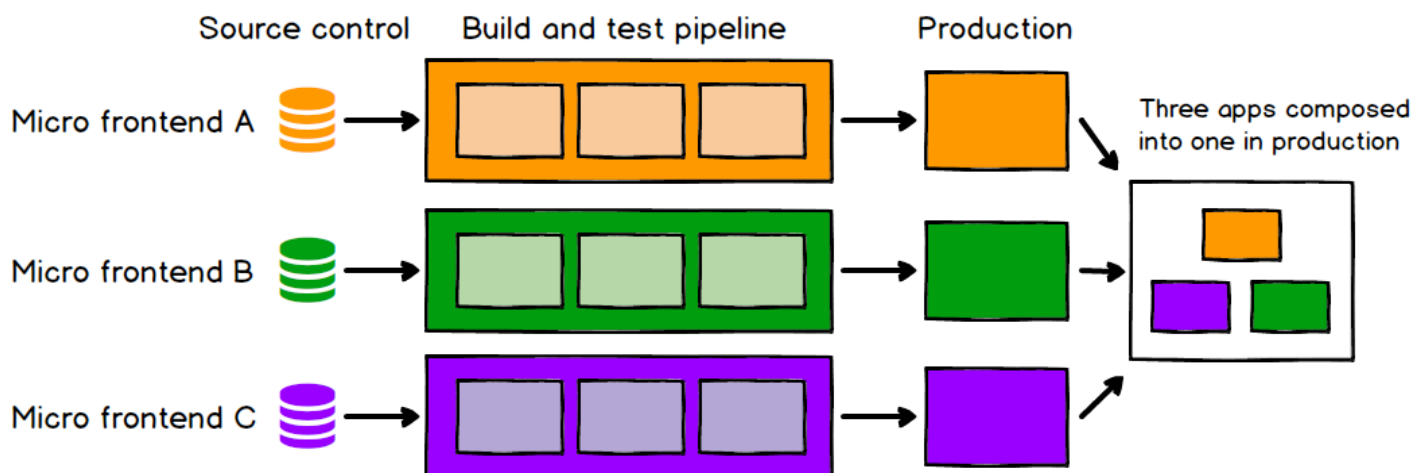 Source control
Build and test pipeline
Production
Micro frontend A
Three apps composed
into one in production
Micro frontend B
Micro frontend C